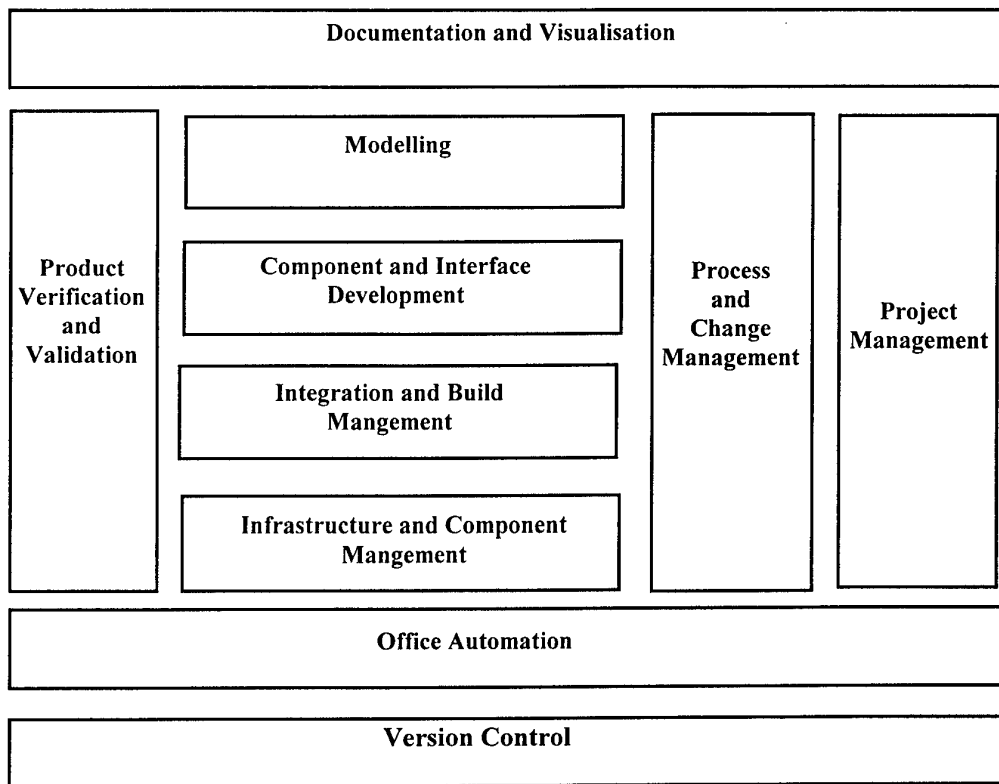 Documentation and Visualisation
Product
Verification
and
Validation
Modelling
Component and Interface
Development
Integration and Build
Mangement
Infrastructure and Component
Mangement
Process
and
Change
Management
Project
Management
Office Automation
Version Control